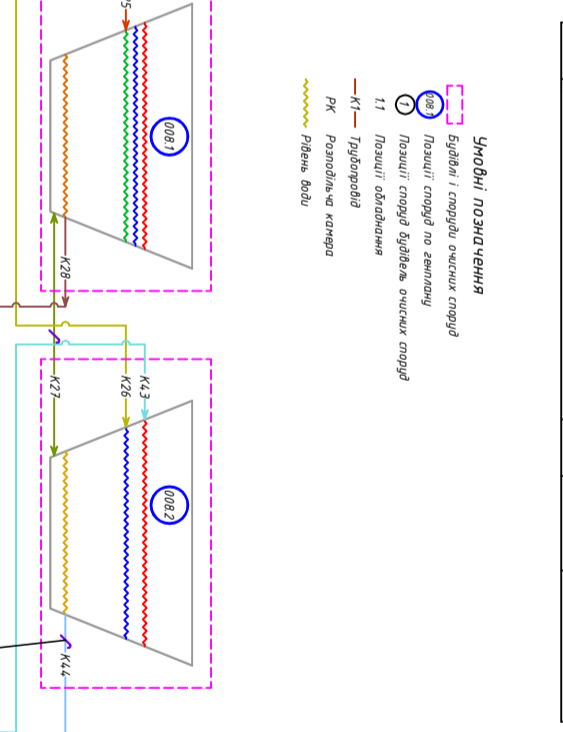 Умовні позначення
Будівлі і споруди очисних споруд
008.1 Позиції споруд по генплану
1 Позиції споруд будівель очисних споруд
1.1 Позиції обладнання
К1 Трубопровід
РК Розподільча камера
Рівень води
008.1
К28
К27
К26
К43
008.2
К44